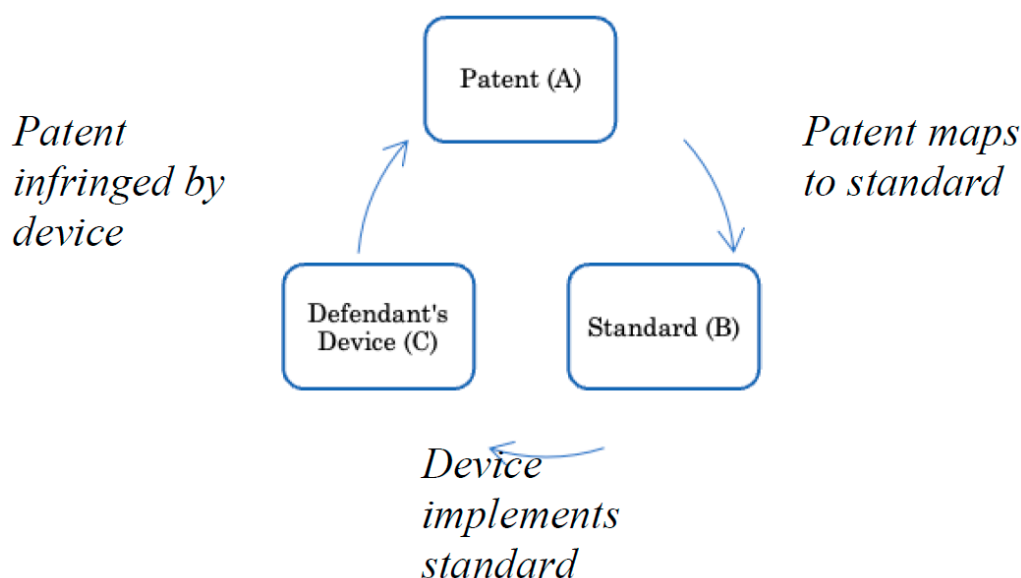 Patent (A)
Patent
infringed by
device
Patent maps
to standard
Defendant's
Device (C)
Standard (B)
Device
implements
standard